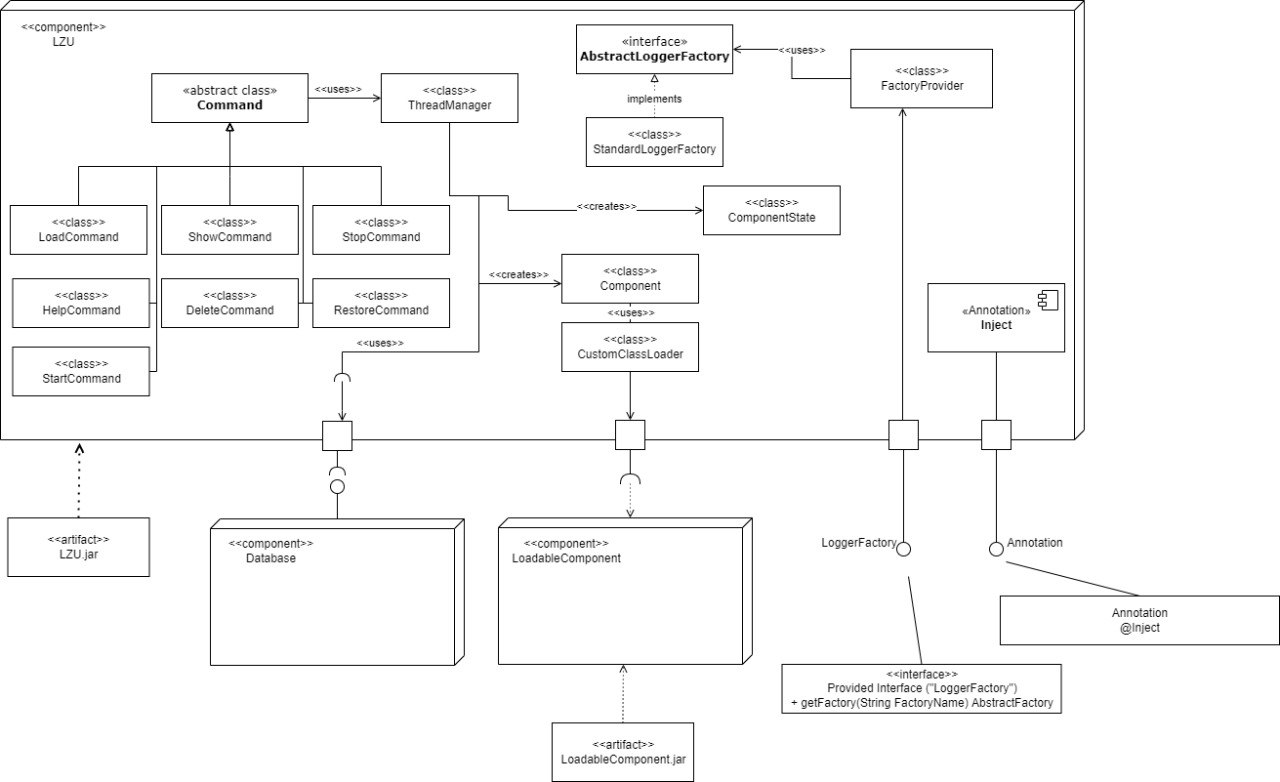 <<component>>
LZU
«interface»
AbstractLoggerFactory
<<uses>>
<<class>>
FactoryProvider
«abstract class»
Command
<<uses>>
<<class>>
ThreadManager
implements
<<class>>
StandardLoggerFactory
<<class>>
LoadCommand
<<class>>
ShowCommand
<<class>>
StopCommand
<<creates>>
<<class>>
ComponentState
<<class>>
HelpCommand
<<class>>
DeleteCommand
<<class>>
RestoreCommand
<<creates>>
<<class>>
Component
<<uses>>
«Annotation»
Inject
<<class>>
StartCommand
<<uses>>
<<class>>
CustomClassLoader
<<artifact>>
LZU.jar
<<component>>
Database
<<component>>
LoadableComponent
LoggerFactory
Annotation
Annotation
@Inject
<<interface>>
Provided Interface ("LoggerFactory")
+ getFactory(String FactoryName) AbstractFactory
<<artifact>>
LoadableComponent.jar